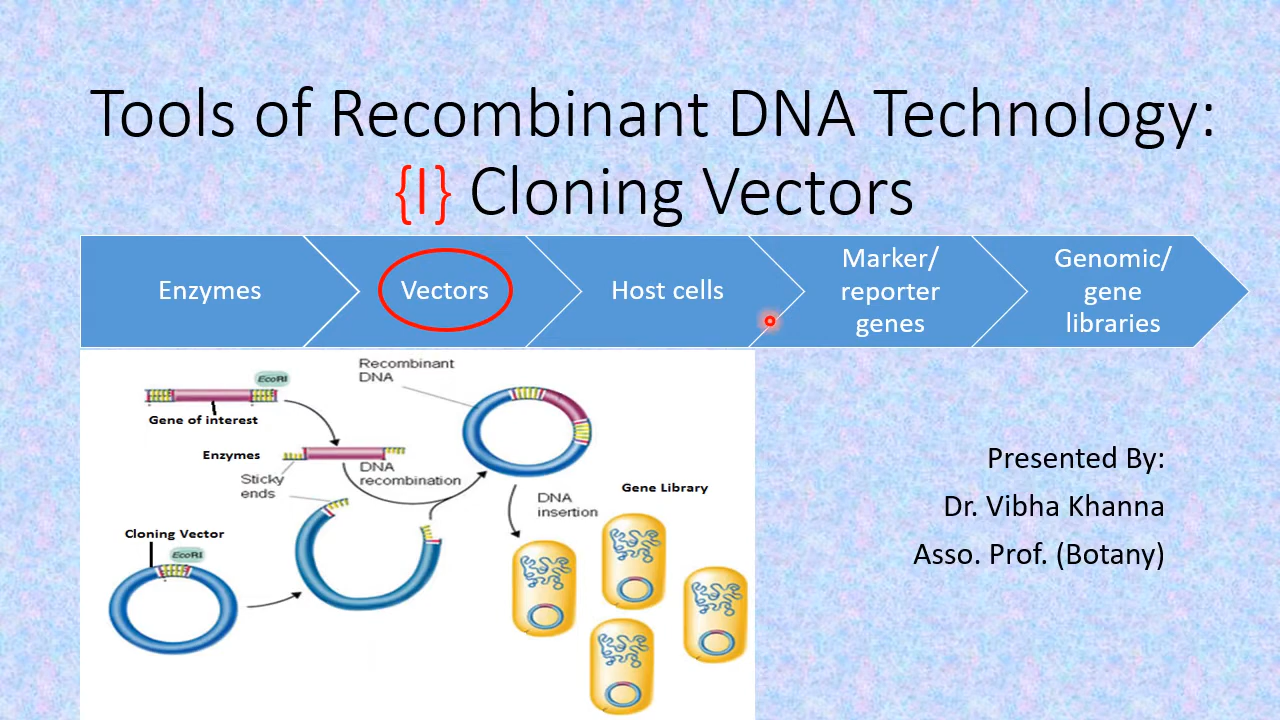 Tools of Recombinant DNA Technology:
{I} Cloning Vectors
Enzymes
Vectors
Host cells
Marker/
reporter
genes
Genomic/
gene
libraries
Recombinant
DNA
EcoRI
Gene of interest
Enzymes
Sticky
ends
DNA
recombination
Cloning Vector
EcoRI
DNA
insertion
Gene Library
Presented By:
Dr. Vibha Khanna
Asso. Prof. (Botany)